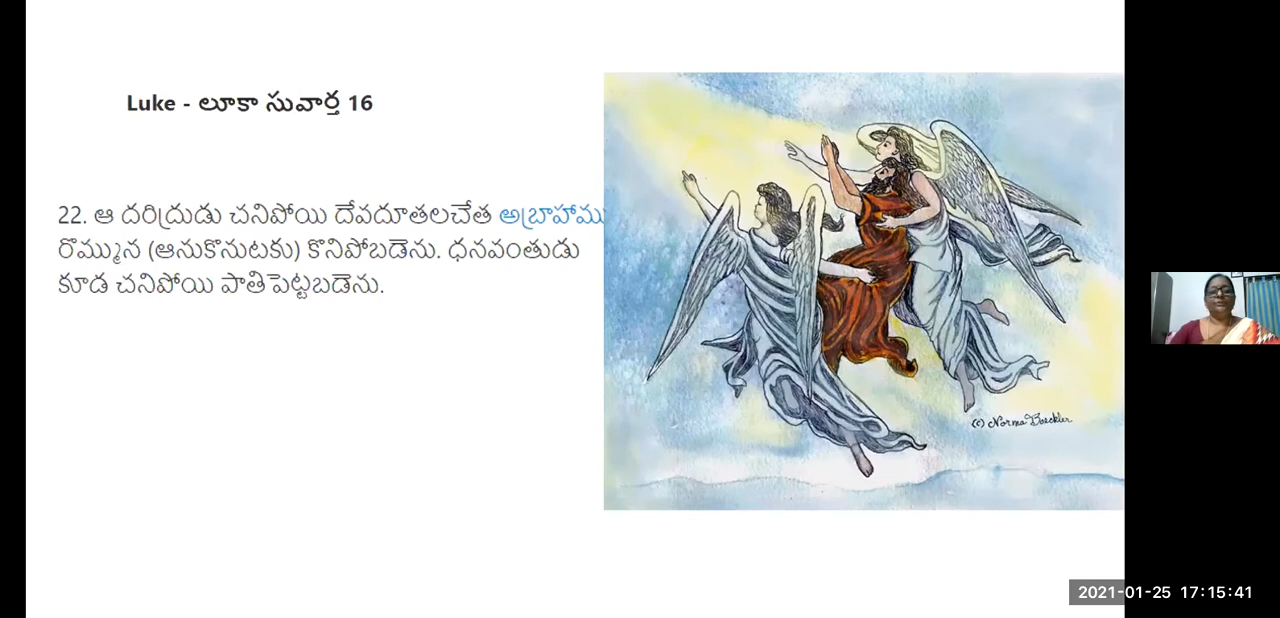 Luke - లూకా సువార్త 16
22. ఆ దరిద్రుడు చనిపోయి దేవదూతలచేత అబ్రాహాము
రొమ్మున (ఆనుకొనుటకు) కొనిపోబడెను. ధనవంతుడు
కూడ చనిపోయి పాతిపెట్టబడెను.
(c) Norma Boeckler
2021-01-25 17:15:41